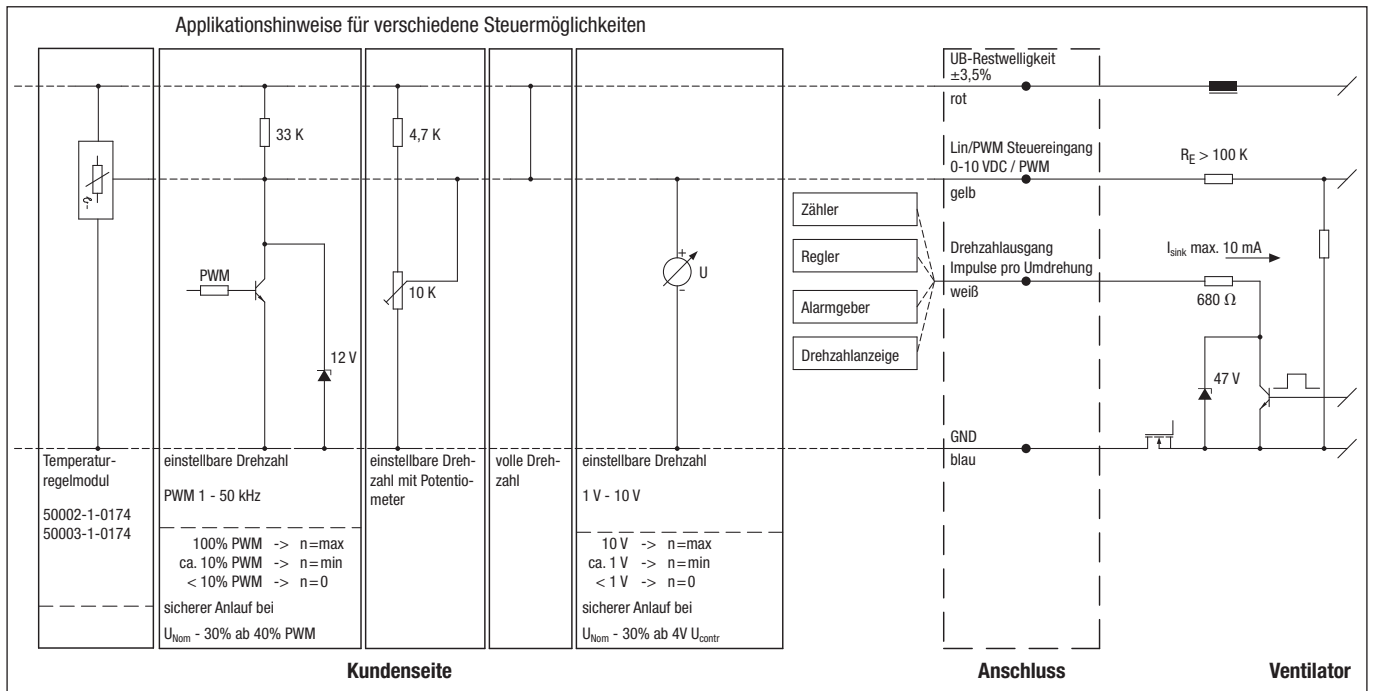 Applikationshinweise für verschiedene Steuermöglichkeiten
33 K
PWM
12 V
4,7 K
10 K
+
U
-
Zähler
Regler
Alarmgeber
Drehzahlanzeige
UB-Restwelligkeit
±3,5%
rot
Lin/PWM Steuereingang
0-10 VDC / PWM
gelb
Drehzahlausgang
Impulse pro Umdrehung
weiß
GND
blau
RE > 100 K
Isink max. 10 mA
680 Ω
47 V
Temperatur-
regelmodul
50002-1-0174
50003-1-0174
einstellbare Drehzahl
PWM 1 - 50 kHz
100% PWM -> n=max
ca. 10% PWM -> n=min
< 10% PWM -> n=0
sicherer Anlauf bei
UNom - 30% ab 40% PWM
einstellbare Dreh-
zahl mit Potentio-
meter
volle Dreh-
zahl
einstellbare Drehzahl
1 V - 10 V
10 V -> n=max
ca. 1 V -> n=min
< 1 V -> n=0
sicherer Anlauf bei
UNom - 30% ab 4V Ucontr
Kundenseite
Anschluss
Ventilator